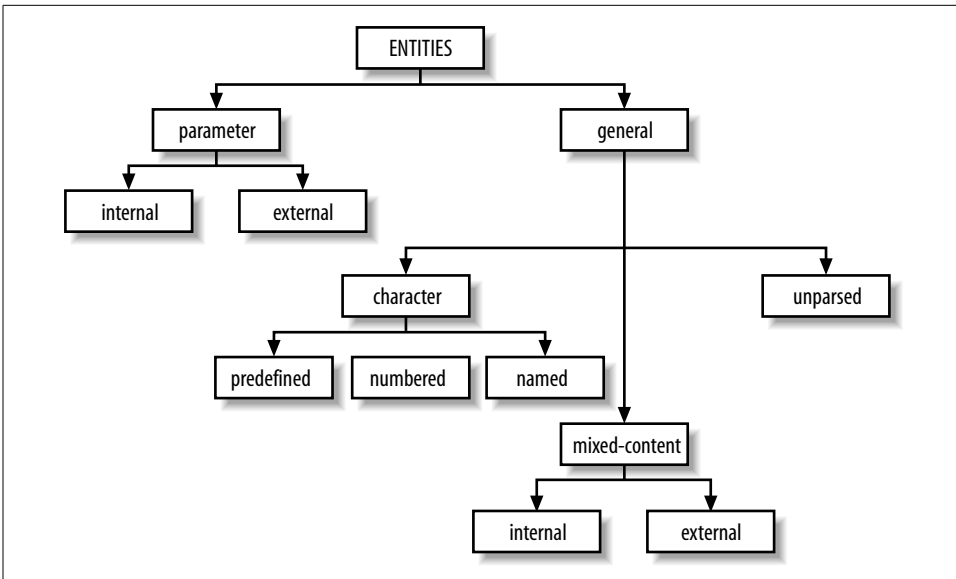 ENTITIES
parameter
general
internal
external
character
unparsed
predefined
numbered
named
mixed-content
internal
external